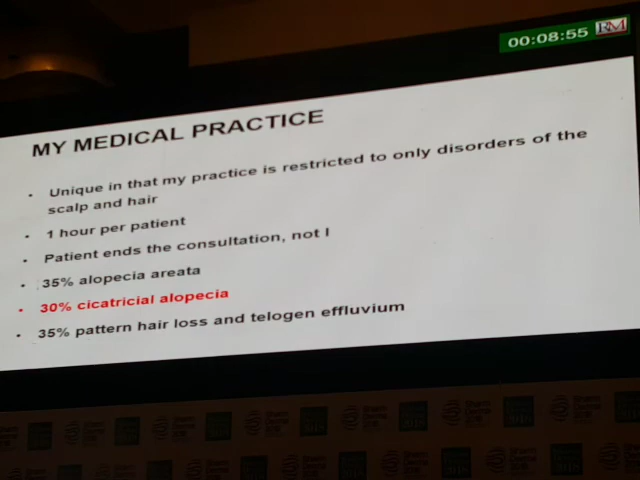 00:08:55 RM
MY MEDICAL PRACTICE
• Unique in that my practice is restricted to only disorders of the
scalp and hair
• 1 hour per patient
• Patient ends the consultation, not I
• 35% alopecia areata
• 30% cicatricial alopecia
• 35% pattern hair loss and telogen effluvium